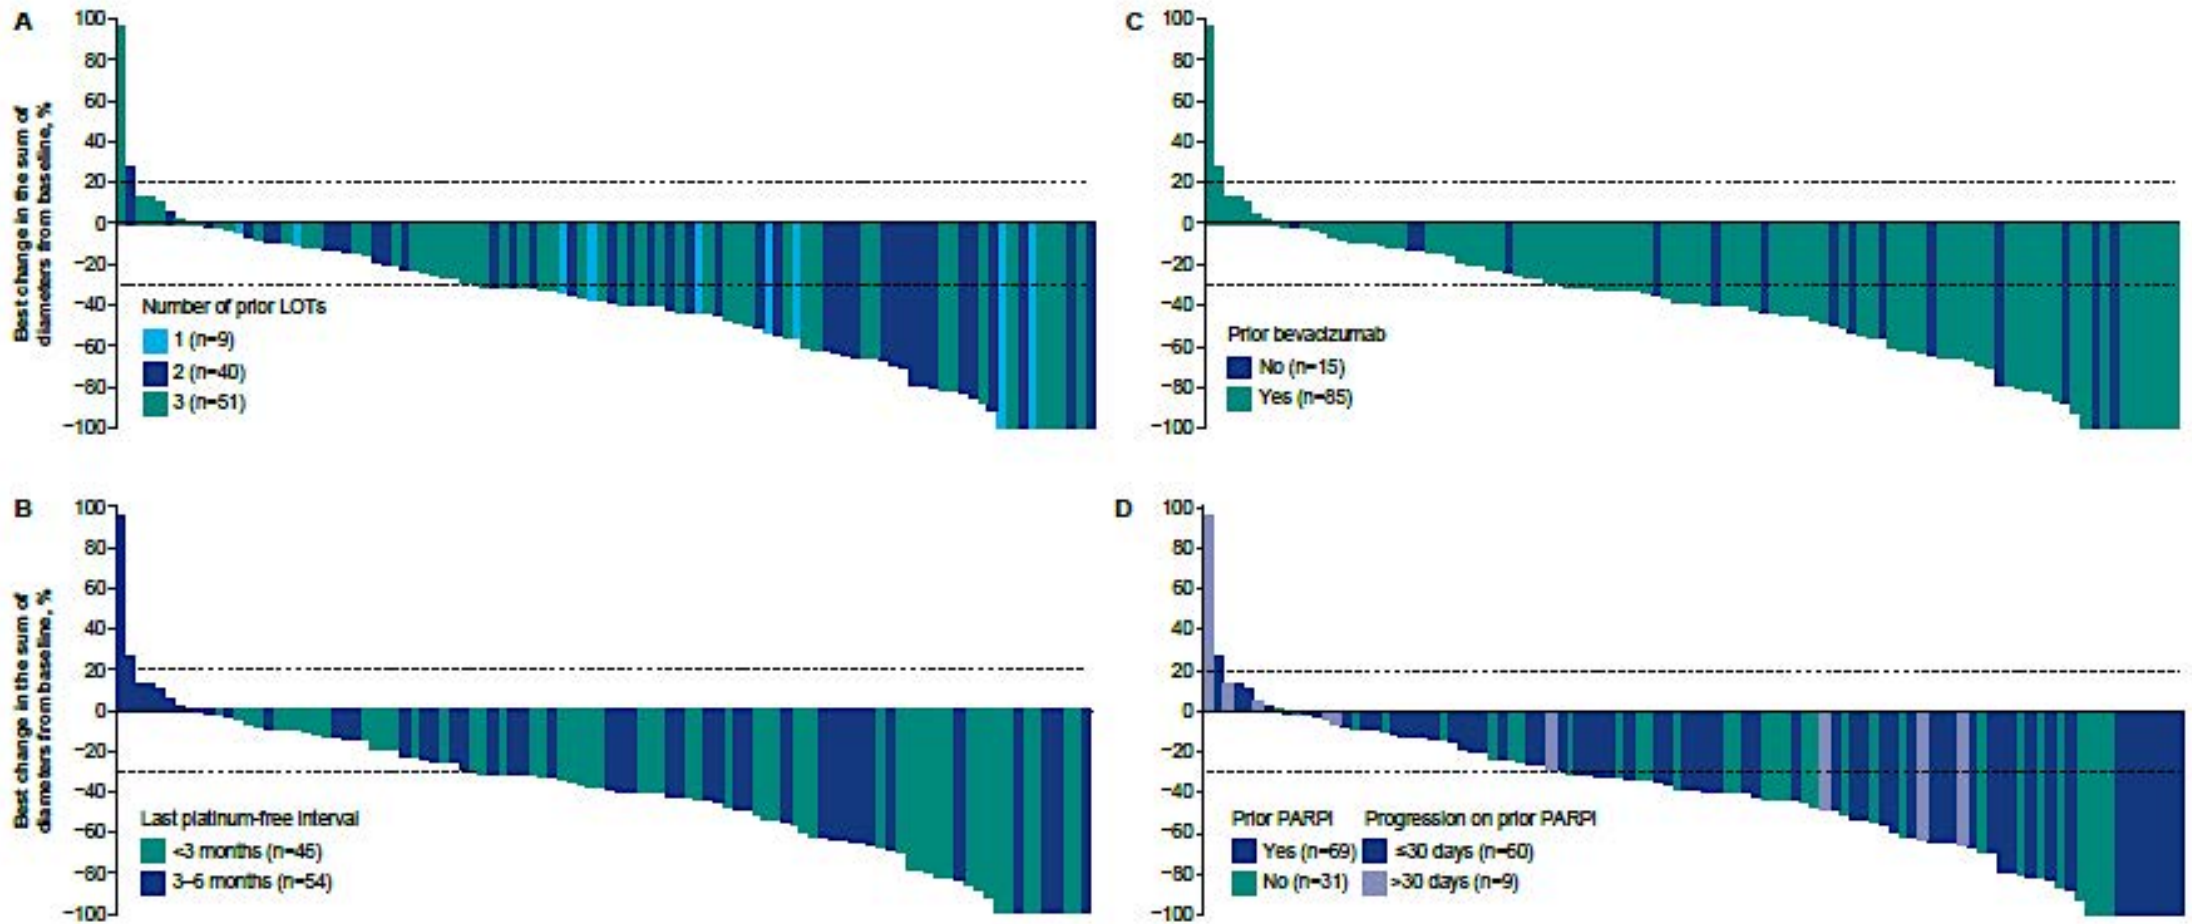 A
100
80
60
40
20
0
−20
−40
−60
−80
−100
Best change in the sum of
diameters from baseline, %
Number of prior LOTs
1 (n=9)
2 (n=40)
3 (n=51)
C
100
80
60
40
20
0
−20
−40
−60
−80
−100
Prior bevacizumab
No (n=15)
Yes (n=85)
B
100
80
60
40
20
0
−20
−40
−60
−80
−100
Best change in the sum of
diameters from baseline, %
Last platinum-free interval
<3 months (n=46)
3–6 months (n=54)
D
100
80
60
40
20
0
−20
−40
−60
−80
−100
Prior PARPi Progression on prior PARPi
Yes (n=69) ≤30 days (n=60)
No (n=31) >30 days (n=9)